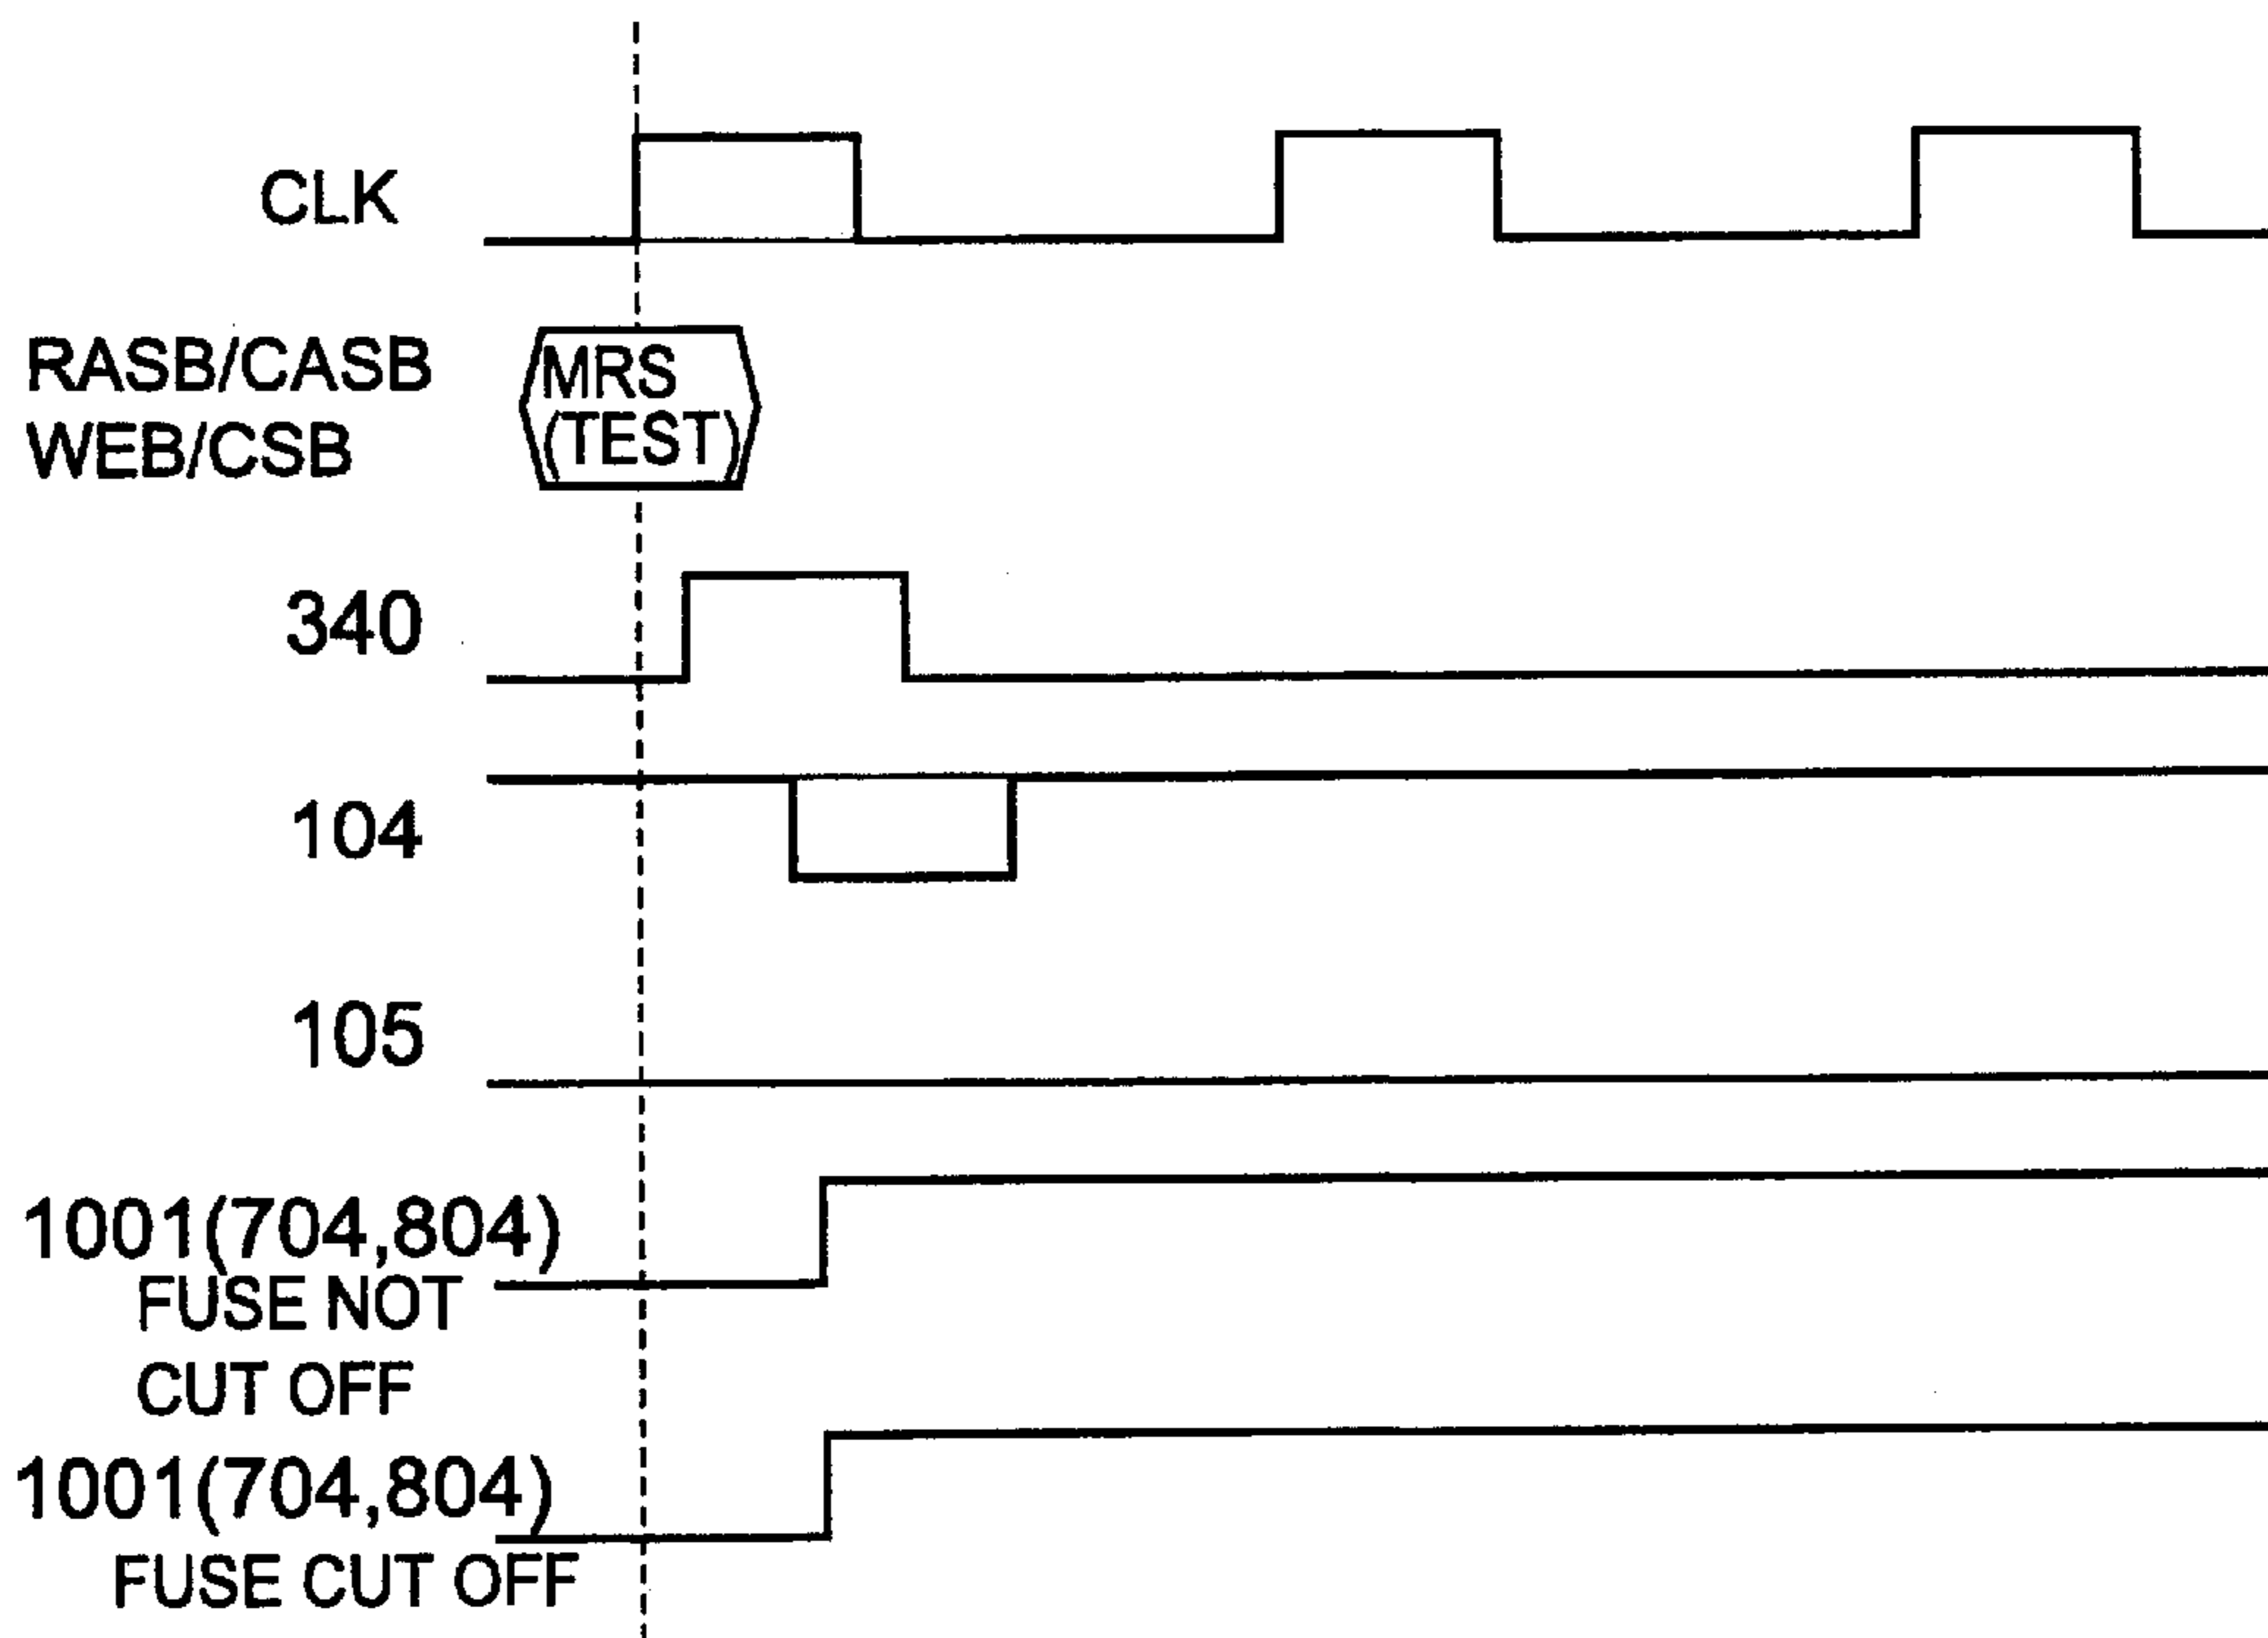 CLK
RASB/CASB
WEB/CSB
MRS
(TEST)
340
104
105
1001(704,804)
FUSE NOT
CUT OFF
1001(704,804)
FUSE CUT OFF